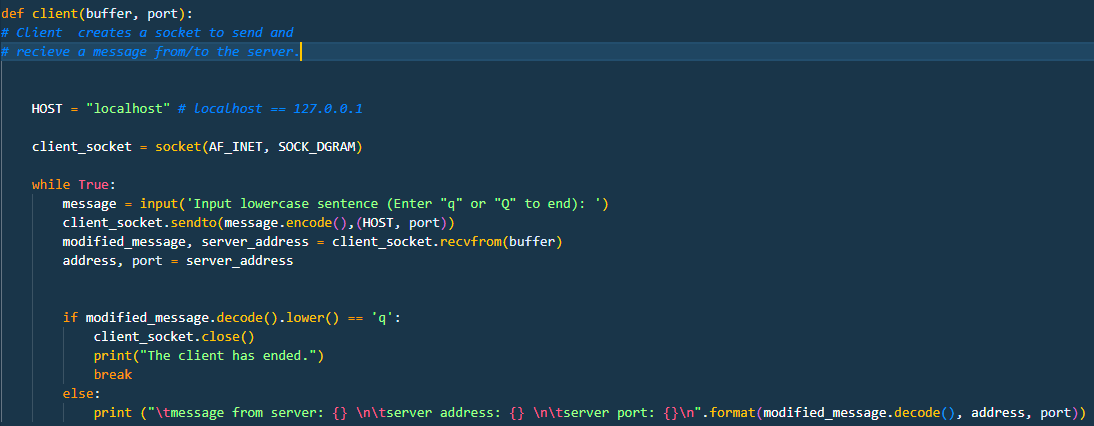 def client(buffer, port):
# Client  creates a socket to send and
# recieve a message from/to the server.
    HOST = "localhost" # localhost == 127.0.0.1
    client_socket = socket(AF_INET, SOCK_DGRAM)
    while True:
        message = input('Input lowercase sentence (Enter "q" or "Q" to end): ')
        client_socket.sendto(message.encode(),(HOST, port))
        modified_message, server_address = client_socket.recvfrom(buffer)
        address, port = server_address
        if modified_message.decode().lower() == 'q':
            client_socket.close()
            print("The client has ended.")
            break
        else:
            print ("\tmessage from server: {} \n\tserver address: {} \n\tserver port: {}\n".format(modified_message.decode(), address, port))